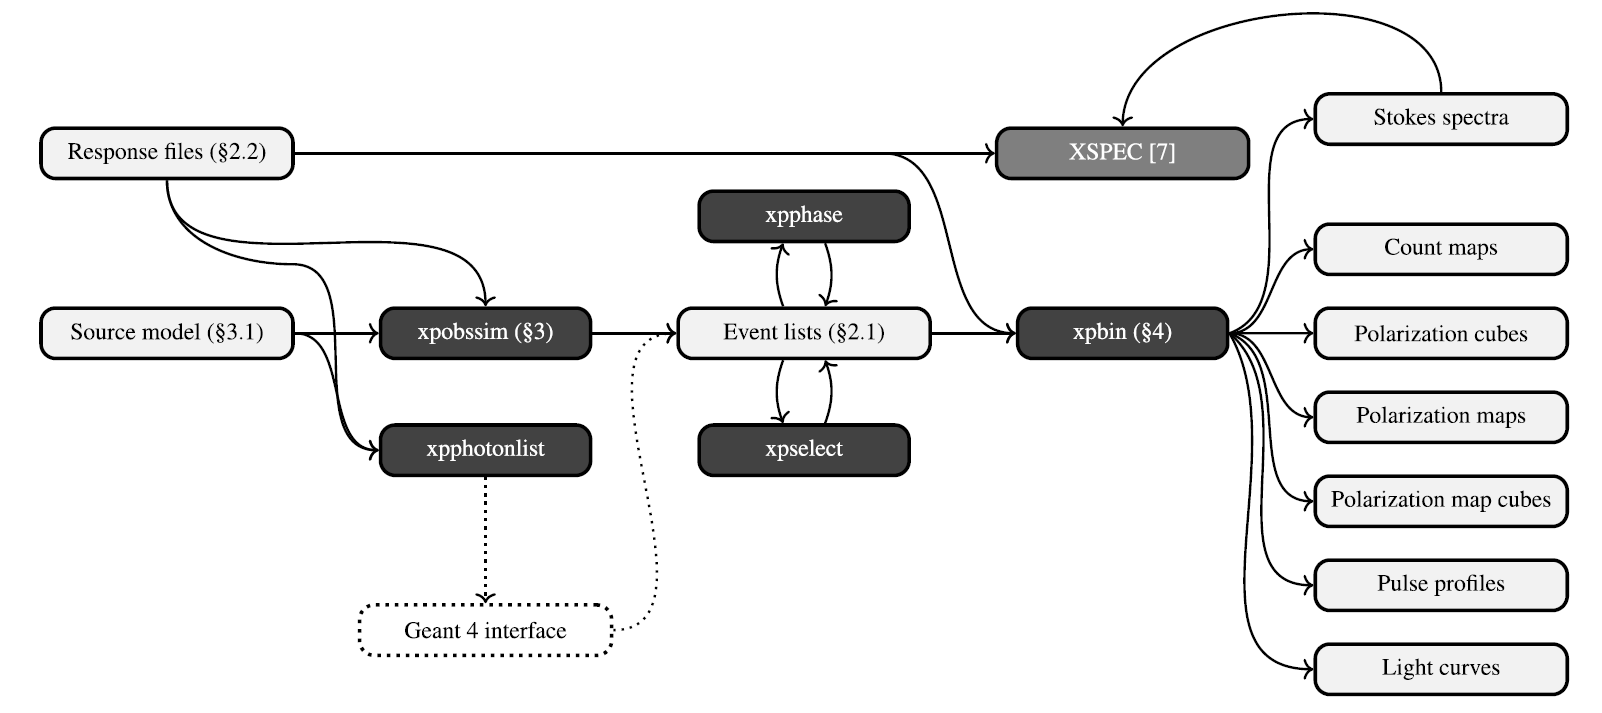 Stokes spectra
Response files (§2.2)
XSPEC [7]
xpphase
Count maps
Source model (§3.1)
xpobssim (§3)
Event lists (§2.1)
xpbin (§4)
Polarization cubes
Polarization maps
xpphotonlist
xpselect
Polarization map cubes
Pulse profiles
Geant 4 interface
Light curves